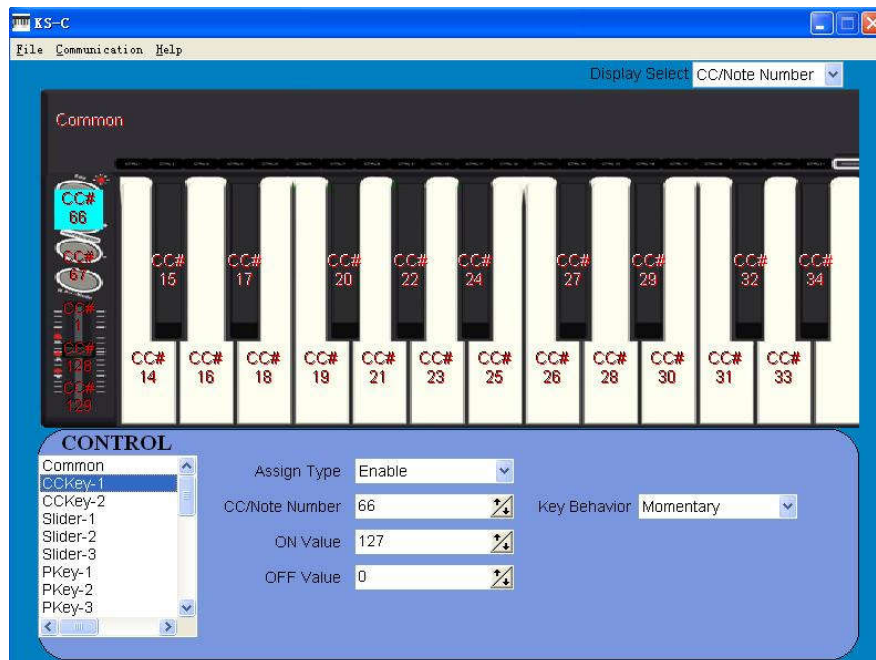 KS-C
File Communication Help
Display Select CC/Note Number
Common
CC#
66
CC#
67
CC#
1
CC#
128
CC#
129
CC#
15
CC#
17
CC#
20
CC#
22
CC#
24
CC#
27
CC#
29
CC#
32
CC#
34
CC#
14
CC#
16
CC#
18
CC#
19
CC#
21
CC#
23
CC#
25
CC#
26
CC#
28
CC#
30
CC#
31
CC#
33
CONTROL
Common
CCKey-1
CCKey-2
Slider-1
Slider-2
Slider-3
PKey-1
PKey-2
PKey-3
Assign Type Enable
CC/Note Number 66 Key Behavior Momentary
ON Value 127
OFF Value 0